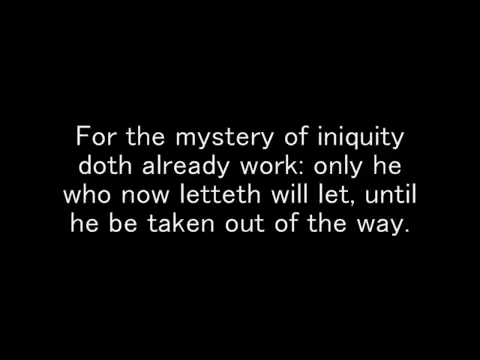 For the mystery of iniquity
doth already work: only he
who now letteth will let, until
he be taken out of the way.